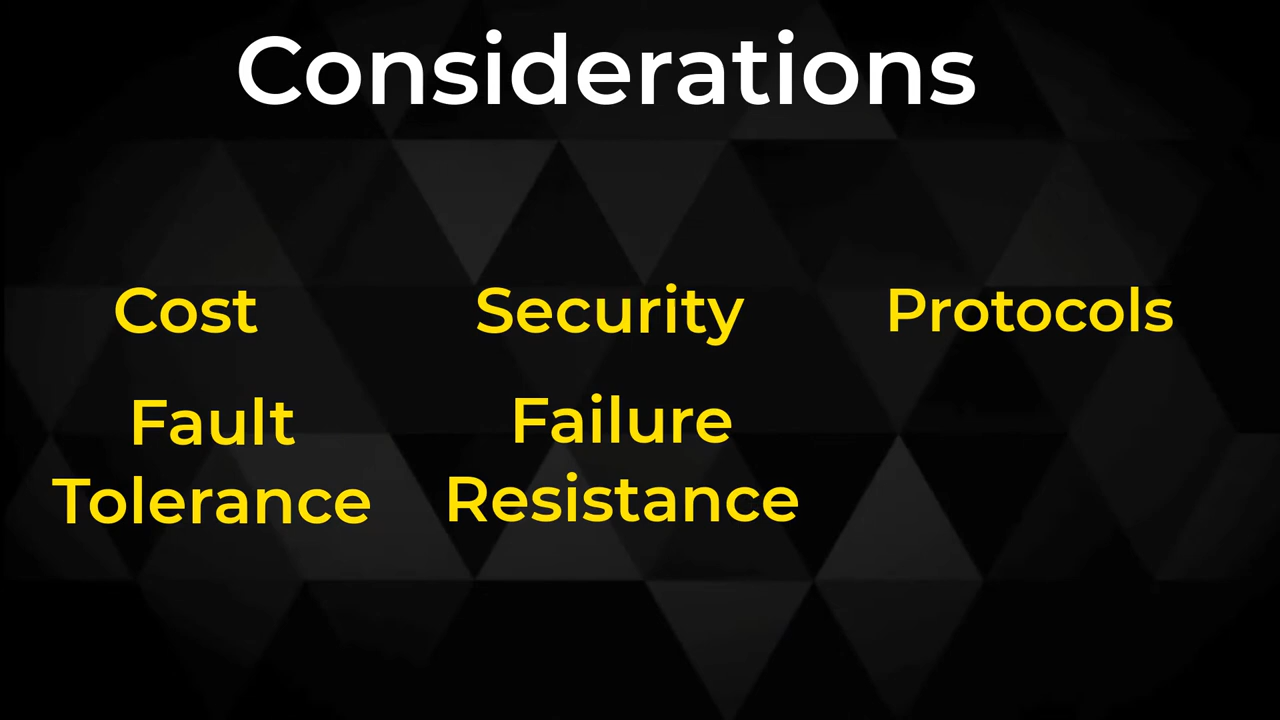 Considerations
Cost
Security
Protocols
Fault
Tolerance
Failure
Resistance